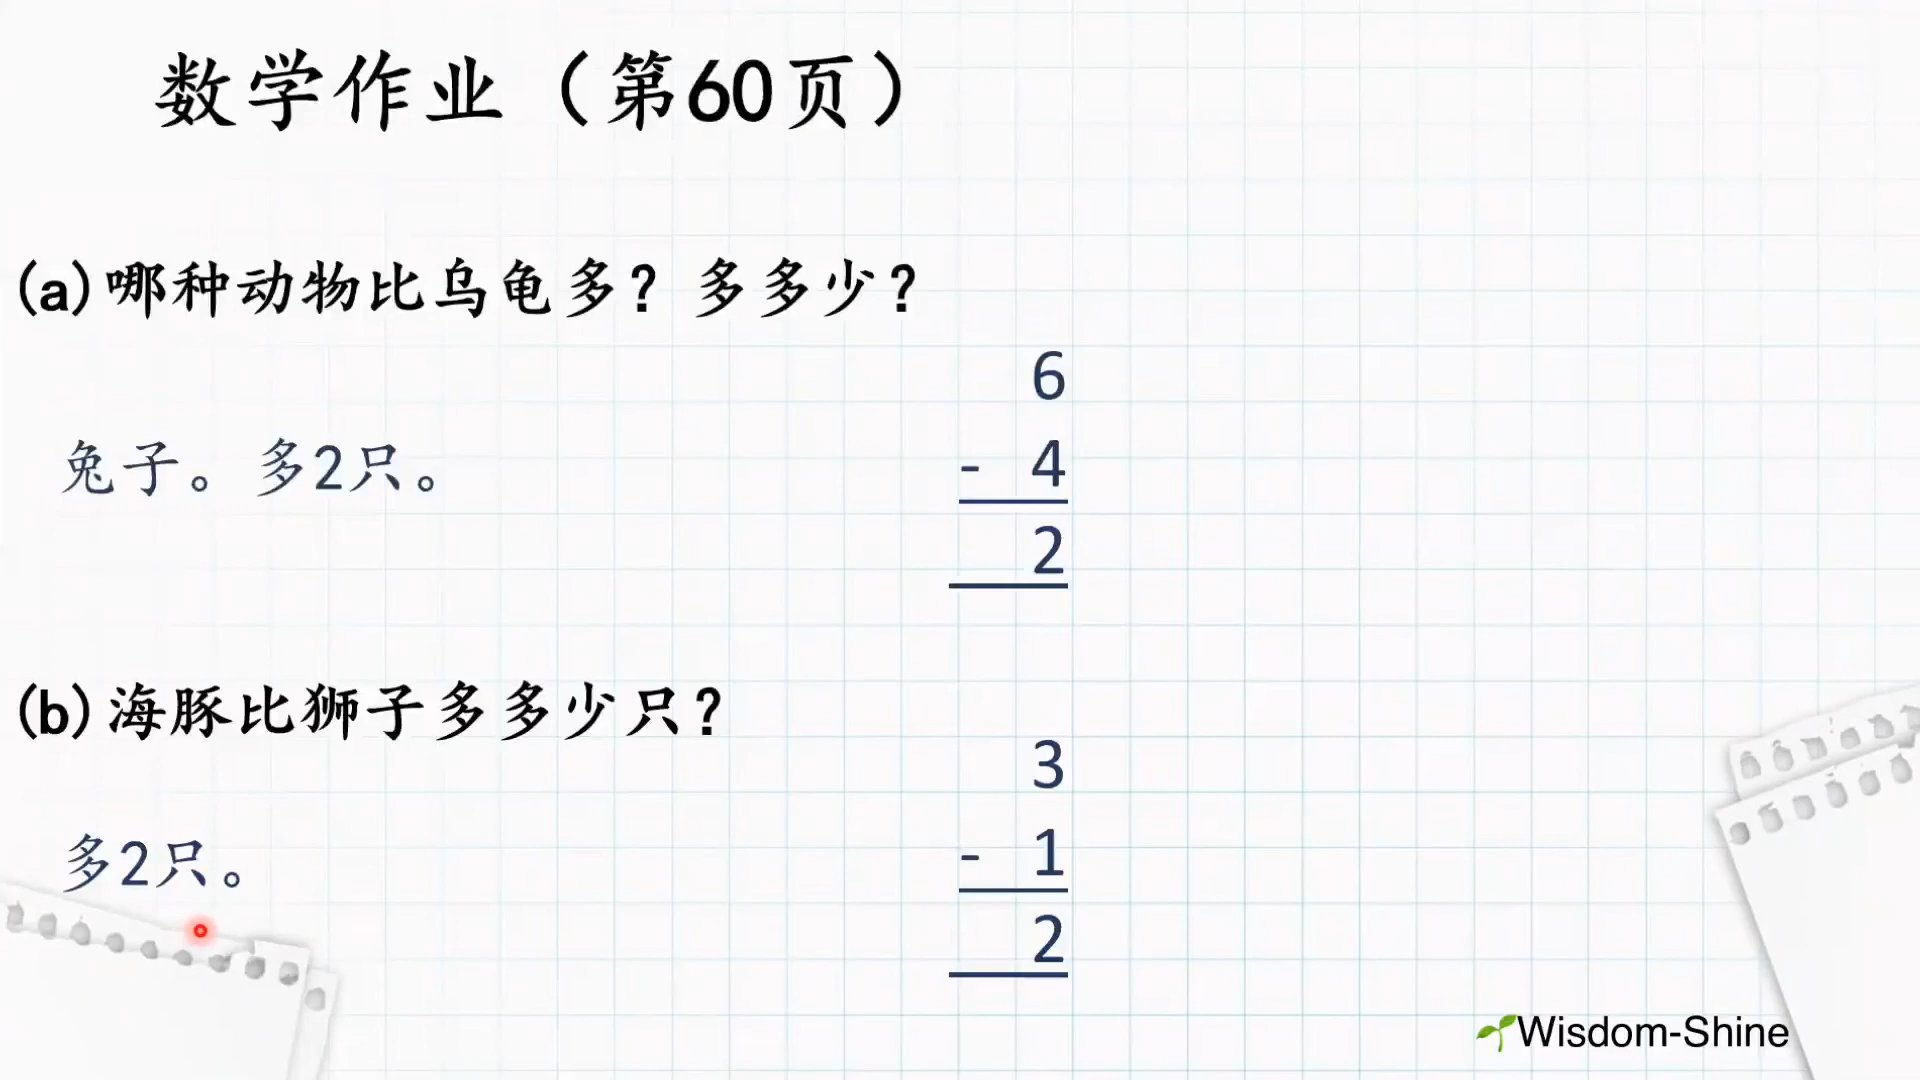 数学作业（第60页）
(a)哪种动物比乌龟多？多多少？
兔子。多2只。
6
- 4
2
(b)海豚比狮子多多少只？
多2只。
3
- 1
2
Wisdom-Shine